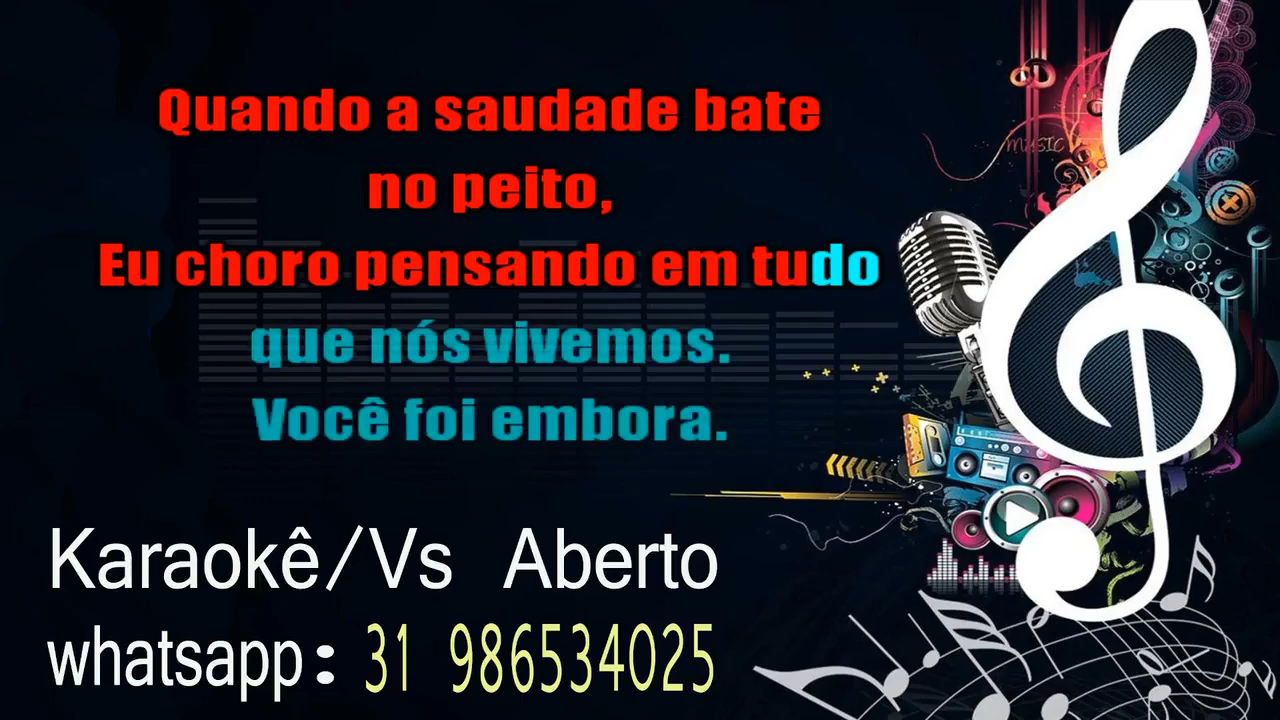 Quando a saudade bate
no peito,
Eu choro pensando em tudo
que nós vivemos.
Você foi embora.
MUSIC
Karaokê/Vs Aberto
whatsapp: 31 986534025